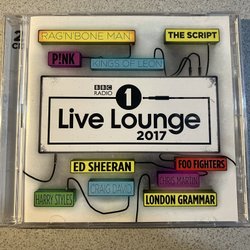 RAG'N'BONE MAN
THE SCRIPT
P!NK
KINGS OF LEON
BBC
RADIO
1
Live Lounge
2017
ED SHEERAN
FOO FIGHTERS
CHRIS MARTIN
HARRY STYLES
CRAIG DAVID
LONDON GRAMMAR